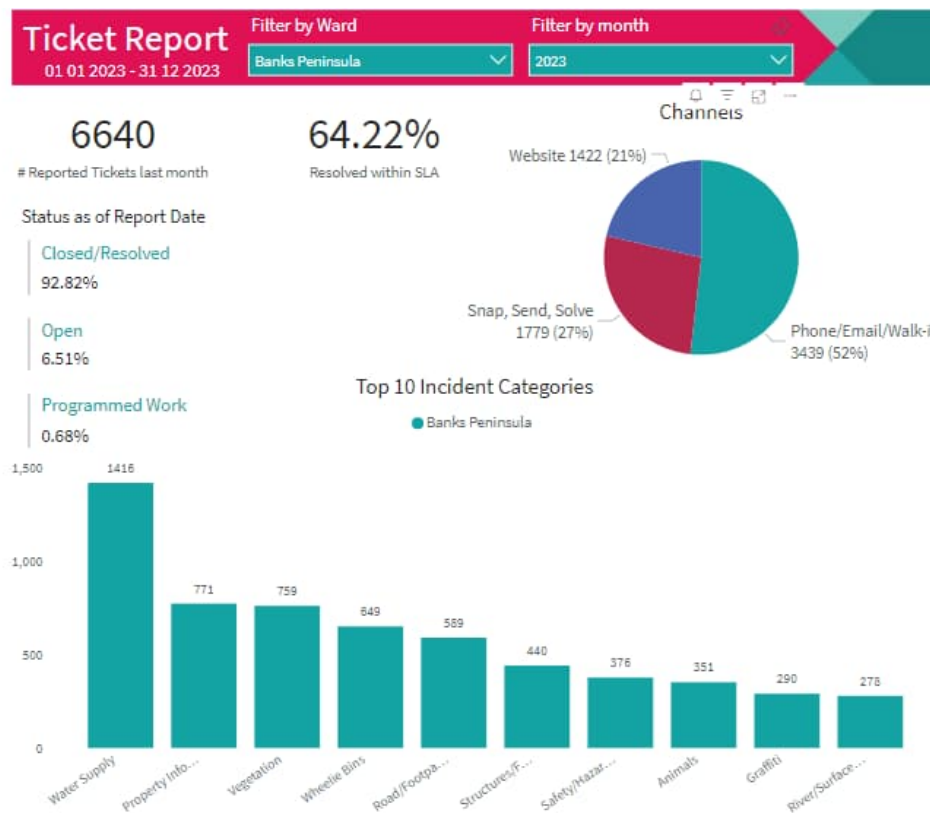 Ticket Report
01 01 2023 - 31 12 2023
Filter by Ward
Banks Peninsula
Filter by month
2023
6640
# Reported Tickets last month
64.22%
Resolved within SLA
Status as of Report Date
Closed/Resolved
92.82%
Open
6.51%
Programmed Work
0.68%
Channels
Website 1422 (21%)
Snap, Send, Solve
1779 (27%)
Phone/Email/Walk-i
3439 (52%)
Top 10 Incident Categories
Banks Peninsula
1,500
1,000
500
0
1416
771
759
649
589
440
376
351
290
278
Water Supply
Property Info...
Vegetation
Wheelie Bins
Road/Footpa...
Structures/F...
Safety/Hazar...
Animals
Graffiti
River/Surface...